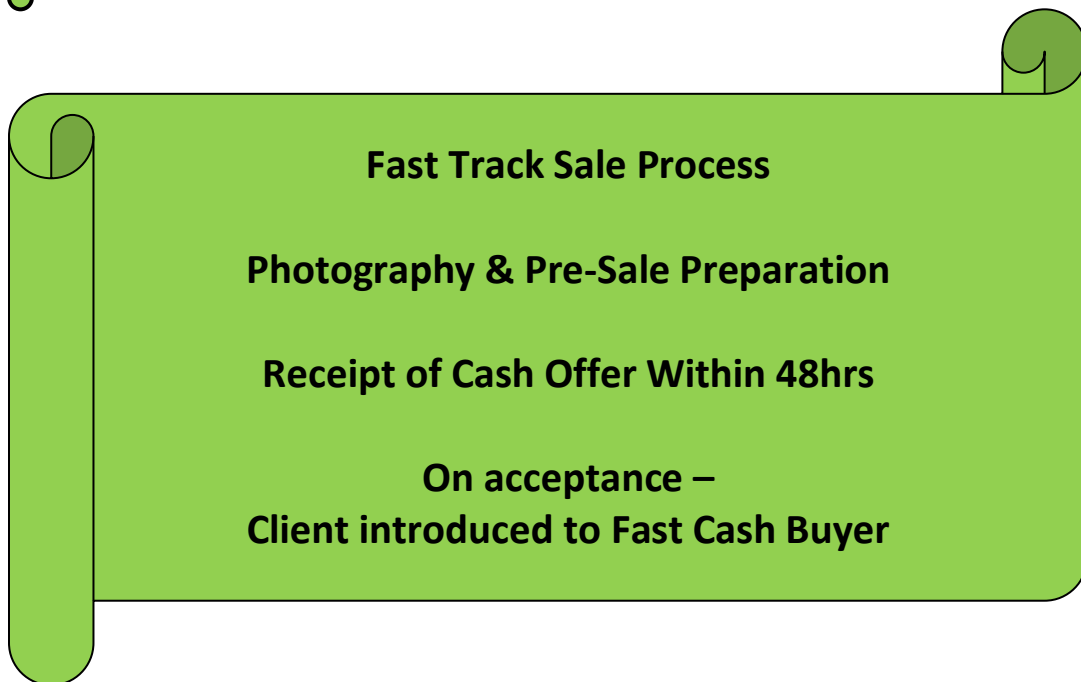 Fast Track Sale Process
Photography & Pre-Sale Preparation
Receipt of Cash Offer Within 48hrs
On acceptance –
Client introduced to Fast Cash Buyer